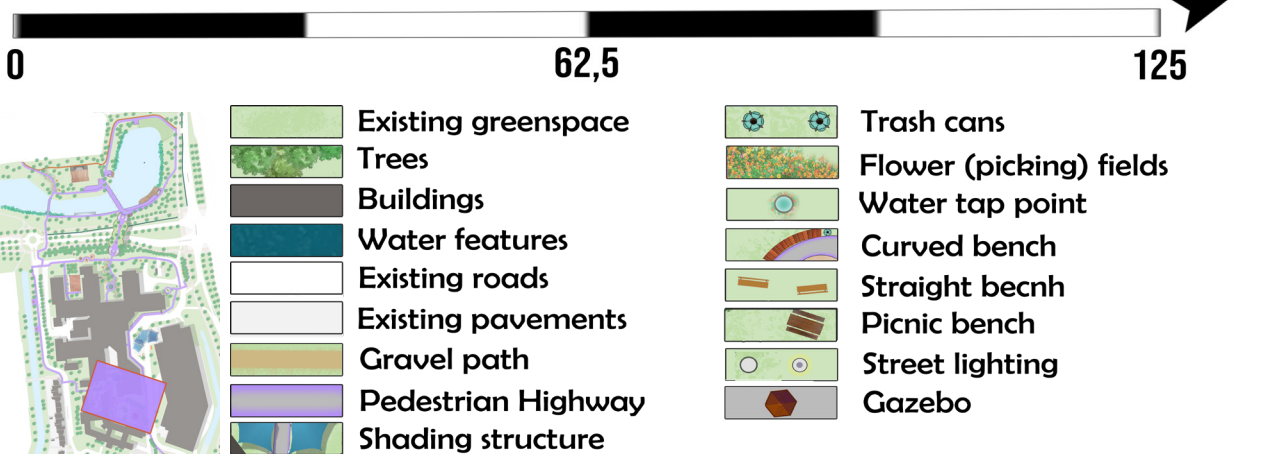 0 62,5 125
Existing greenspace
Trees
Buildings
Water features
Existing roads
Existing pavements
Gravel path
Pedestrian Highway
Shading structure
Trash cans
Flower (picking) fields
Water tap point
Curved bench
Straight becnh
Picnic bench
Street lighting
Gazebo